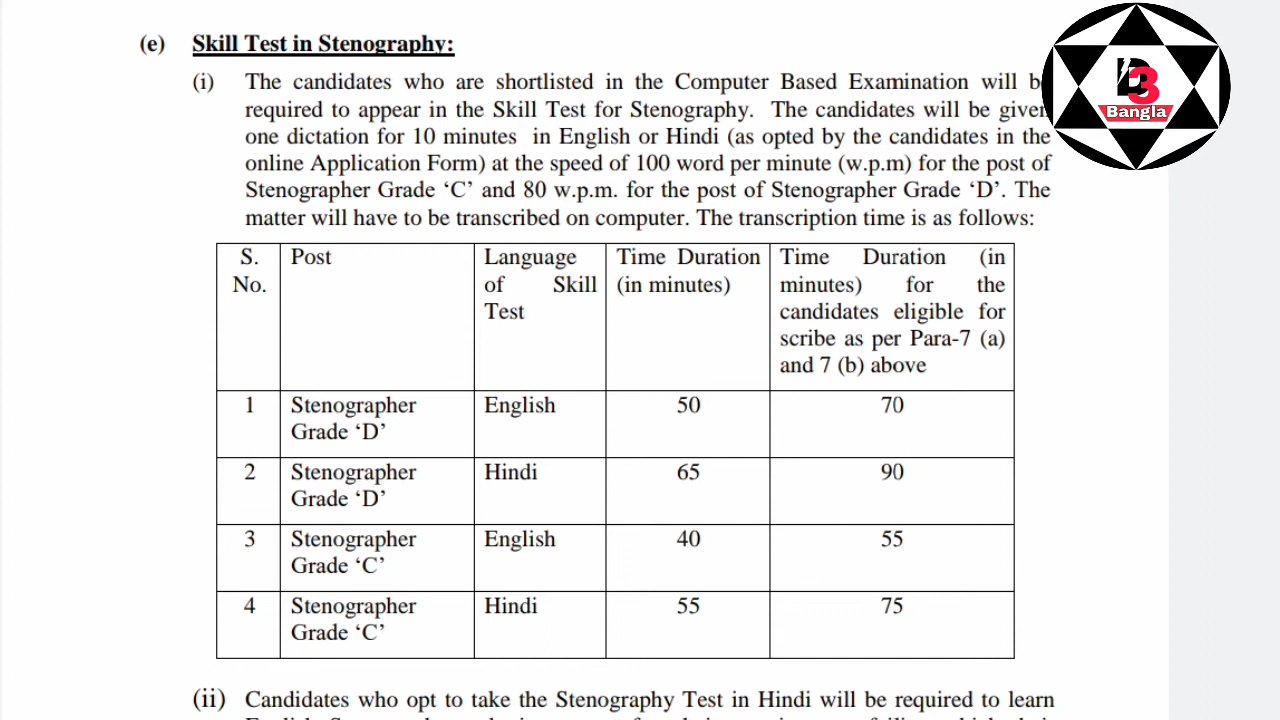 (e) Skill Test in Stenography:
(i) The candidates who are shortlisted in the Computer Based Examination will b
required to appear in the Skill Test for Stenography. The candidates will be given
one dictation for 10 minutes in English or Hindi (as opted by the candidates in the
online Application Form) at the speed of 100 word per minute (w.p.m) for the post of
Stenographer Grade ‘C’ and 80 w.p.m. for the post of Stenographer Grade ‘D’. The
matter will have to be transcribed on computer. The transcription time is as follows:
S. No.
Post
Language of Skill Test
Time Duration (in minutes)
Time Duration (in
minutes) for the
candidates eligible for
scribe as per Para-7 (a)
and 7 (b) above
1 Stenographer English 50 70
Grade ‘D’
2 Stenographer Hindi 65 90
Grade ‘D’
3 Stenographer English 40 55
Grade ‘C’
4 Stenographer Hindi 55 75
Grade ‘C’
(ii) Candidates who opt to take the Stenography Test in Hindi will be required to learn
D3
Bangla